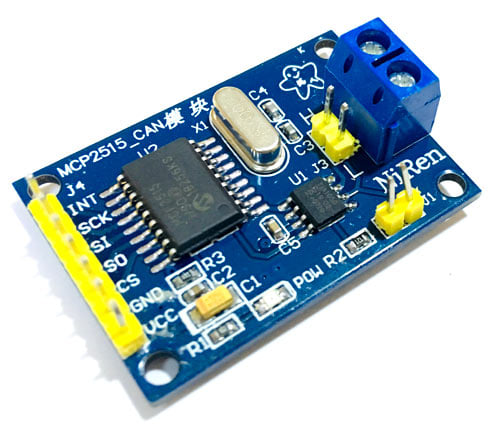 MCP2515_CAN模块
K
C4
X1
H
U2
J4
INT
SCK
SI
SO
CS
GND
VCC
C3
J3
L
U1
NiRen
J1
C5
R3
C2
C1
POW
R2
R1